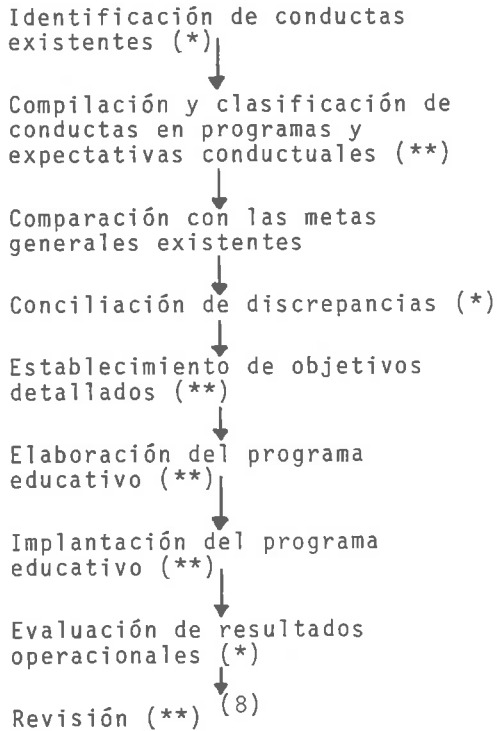 Identificación de conductas
existentes (*)
Compilación y clasificación de
conductas en programas y
expectativas conductuales (**)
Comparación con las metas
generales existentes
Conciliación de discrepancias (*)
Establecimiento de objetivos
detallados (**)
Elaboración del programa
educativo (**)
Implantación del programa
educativo (**)
Evaluación de resultados
operacionales (*)
Revisión (**) (8)